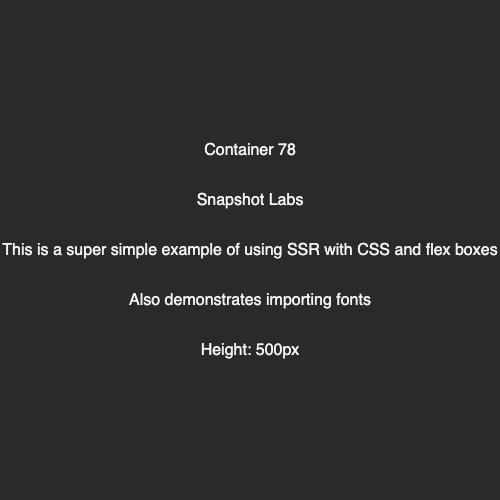 Container 78
Snapshot Labs
This is a super simple example of using SSR with CSS and flex boxes
Also demonstrates importing fonts
Height: 500px